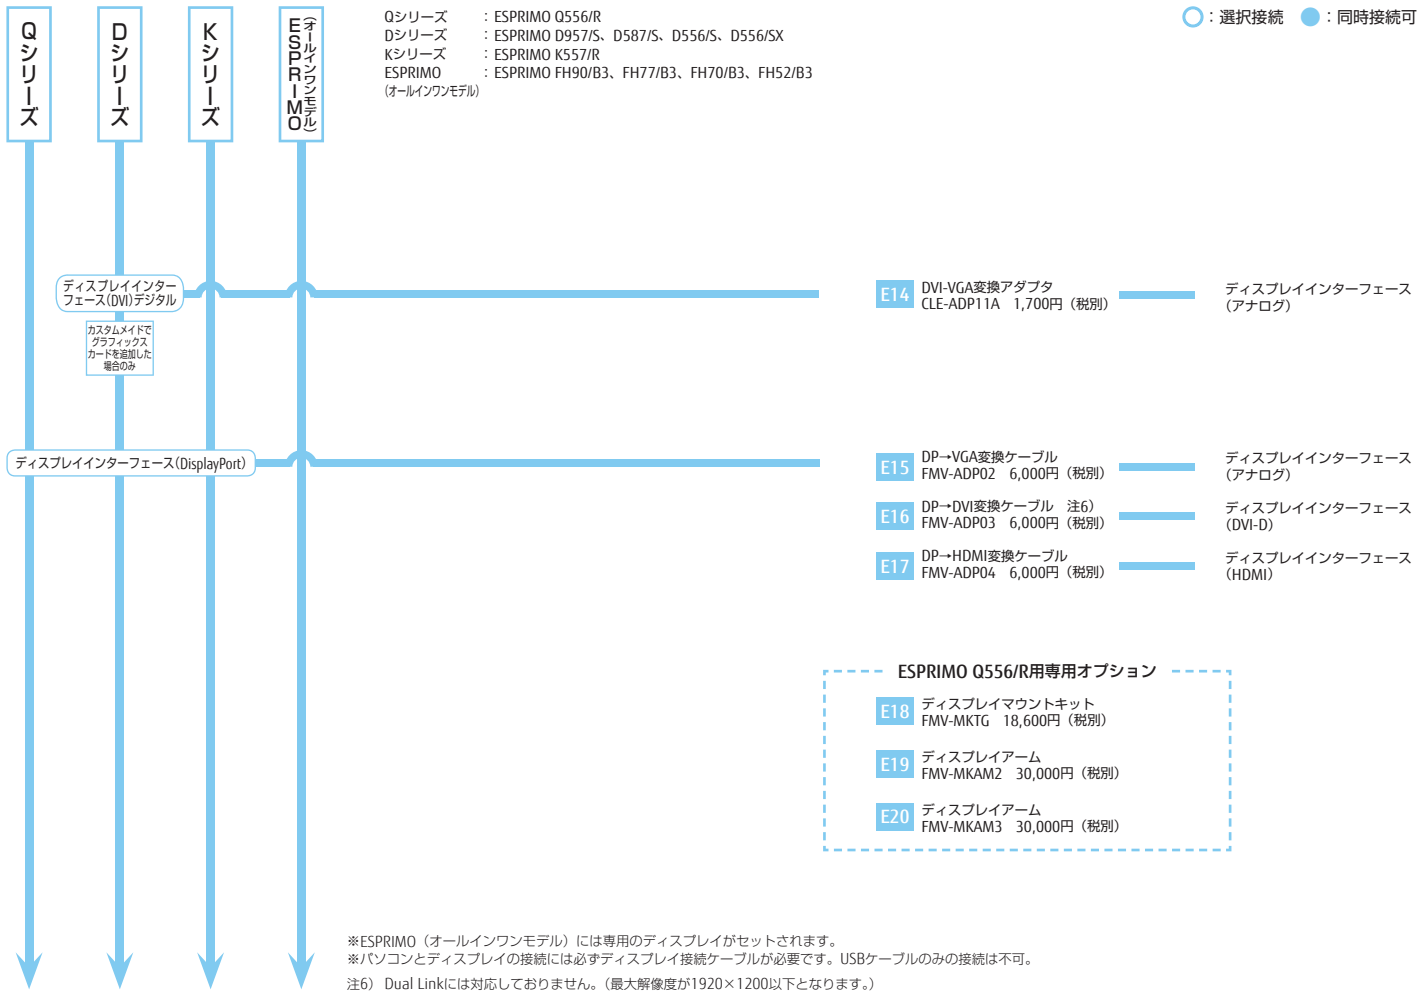 Qシリーズ
Dシリーズ
Kシリーズ
ESPRIMO
(オールインワンモデル)
Qシリーズ : ESPRIMO Q556/R
Dシリーズ : ESPRIMO D957/S、D587/S、D556/S、D556/SX
Kシリーズ : ESPRIMO K557/R
ESPRIMO : ESPRIMO FH90/B3、FH77/B3、FH70/B3、FH52/B3
(オールインワンモデル)
:選択接続 :同時接続可
ディスプレイインター
フェース(DVI)デジタル
カスタムメイドで
グラフィックス
カードを追加した
場合のみ
E14 DVI-VGA変換アダプタ
CLE-ADP11A 1,700円(税別)
ディスプレイインターフェース
(アナログ)
ディスプレイインターフェース(DisplayPort)
E15 DP→VGA変換ケーブル
FMV-ADP02 6,000円(税別)
ディスプレイインターフェース
(アナログ)
E16 DP→DVI変換ケーブル 注6)
FMV-ADP03 6,000円(税別)
ディスプレイインターフェース
(DVI-D)
E17 DP→HDMI変換ケーブル
FMV-ADP04 6,000円(税別)
ディスプレイインターフェース
(HDMI)
ESPRIMO Q556/R用専用オプション
E18 ディスプレイマウントキット
FMV-MKTG 18,600円(税別)
E19 ディスプレイアーム
FMV-MKAM2 30,000円(税別)
E20 ディスプレイアーム
FMV-MKAM3 30,000円(税別)
※ESPRIMO(オールインワンモデル)には専用のディスプレイがセットされます。
※パソコンとディスプレイの接続には必ずディスプレイ接続ケーブルが必要です。USBケーブルのみの接続は不可。
注6) Dual Linkには対応しておりません。(最大解像度が1920×1200以下となります。)